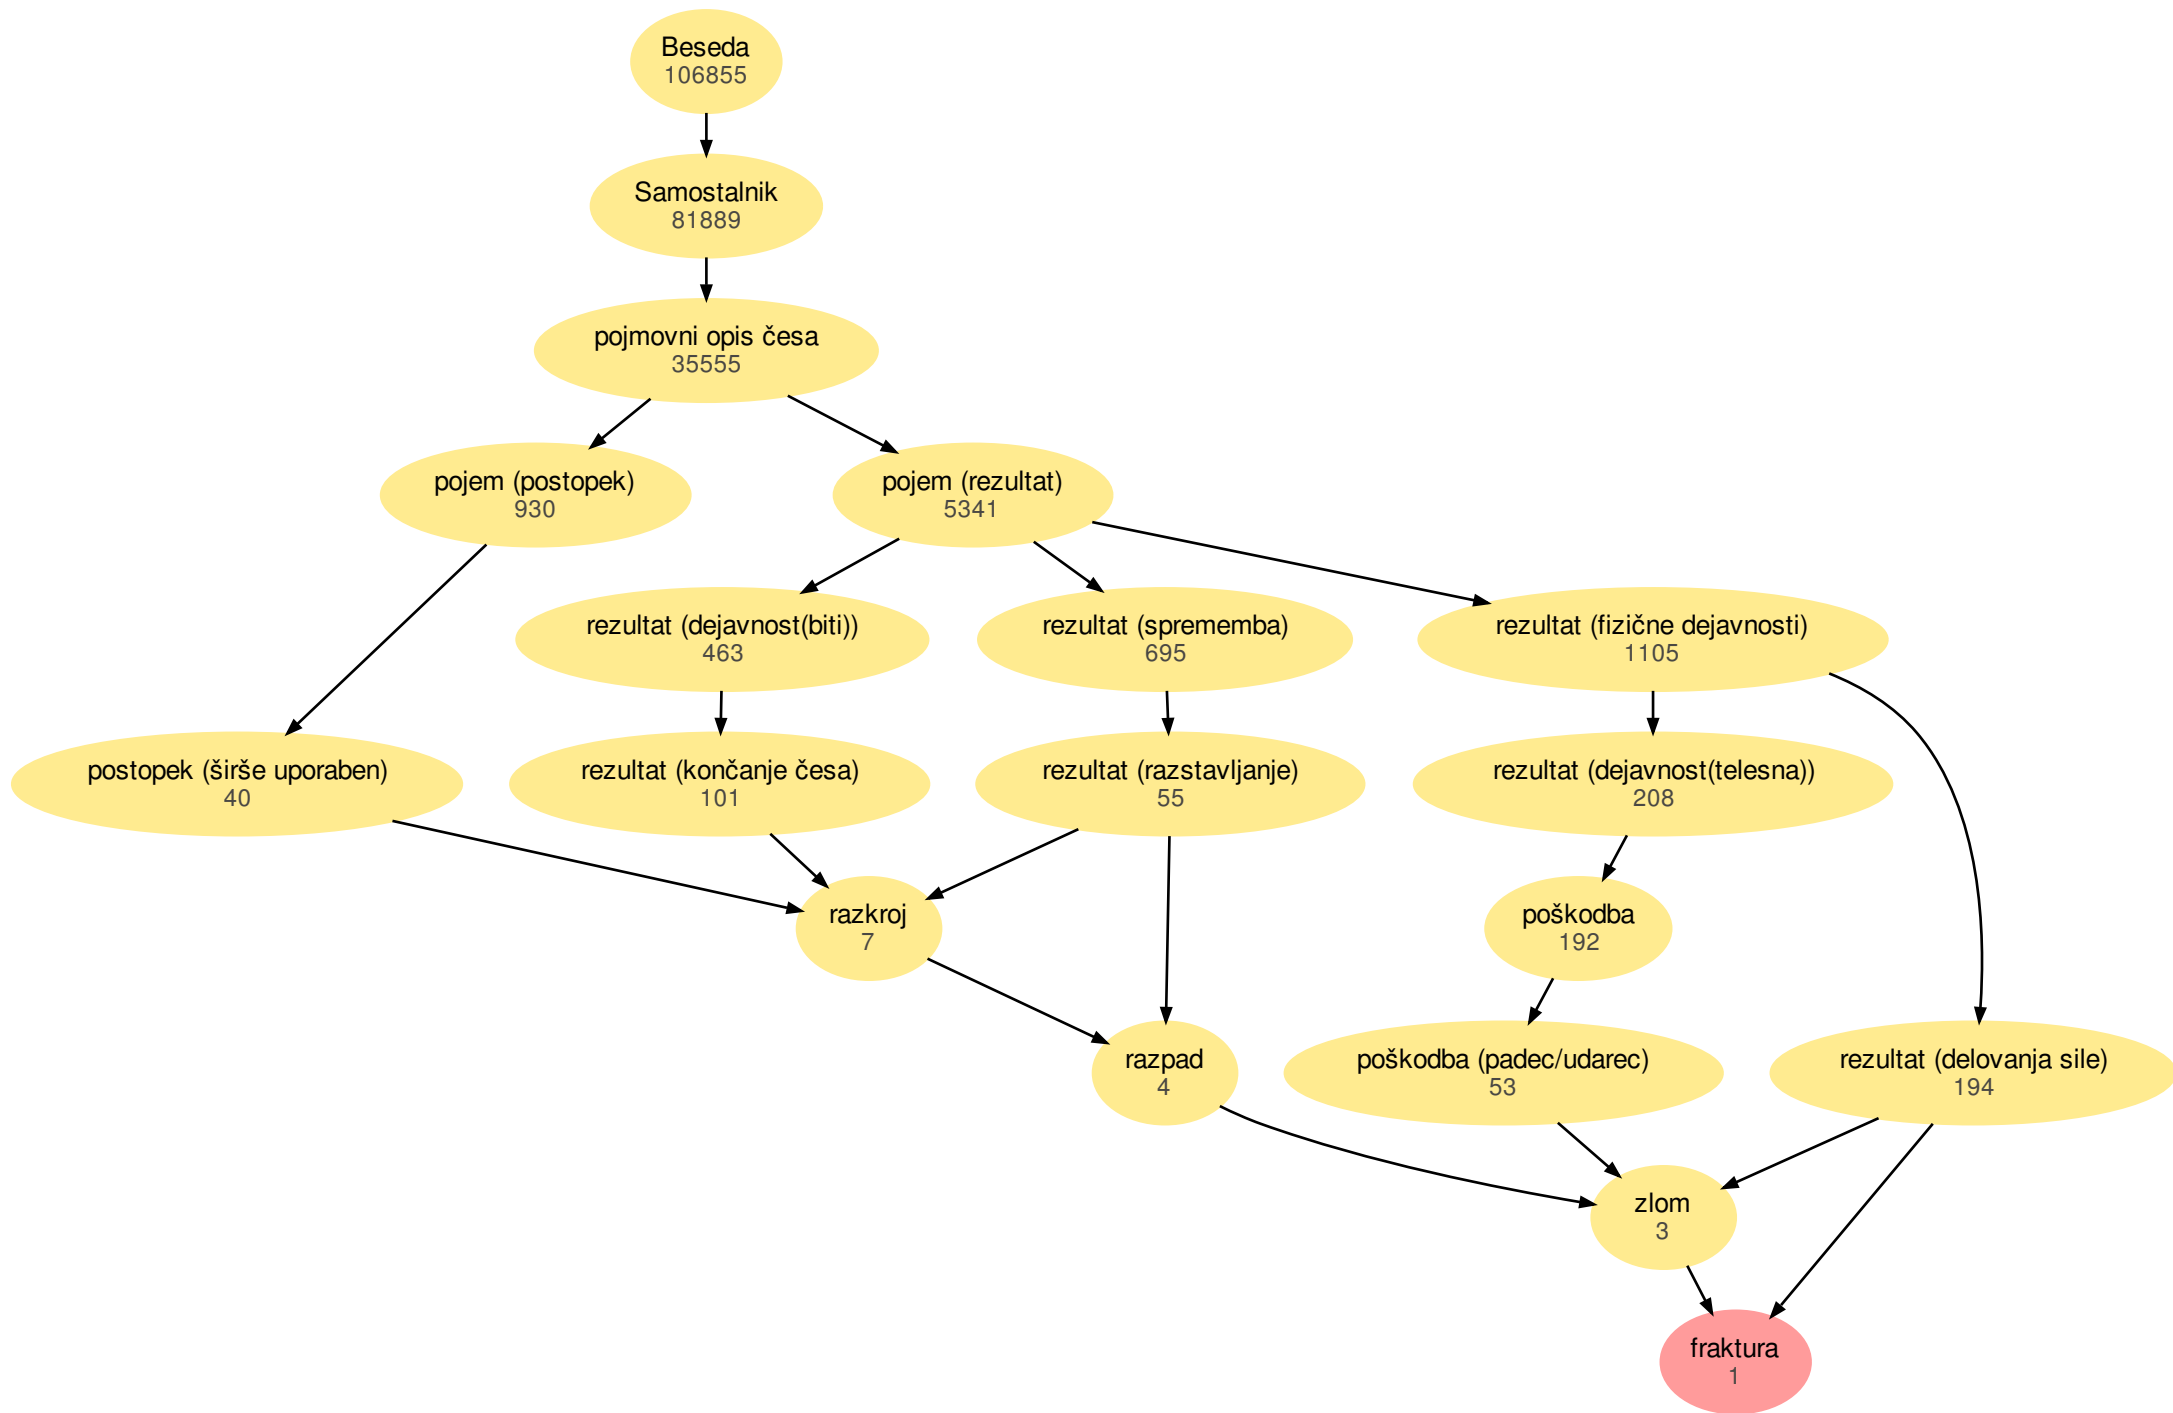 Beseda
106855
Samostalnik
81889
pojmovni opis česa
35555
pojem (postopek)
930
pojem (rezultat)
5341
rezultat (dejavnost(biti))
463
rezultat (sprememba)
695
rezultat (fizične dejavnosti)
1105
postopek (širše uporaben)
40
rezultat (končanje česa)
101
rezultat (razstavljanje)
55
rezultat (dejavnost(telesna))
208
razkroj
7
poškodba
192
razpad
4
poškodba (padec/udarec)
53
rezultat (delovanja sile)
194
zlom
3
fraktura
1